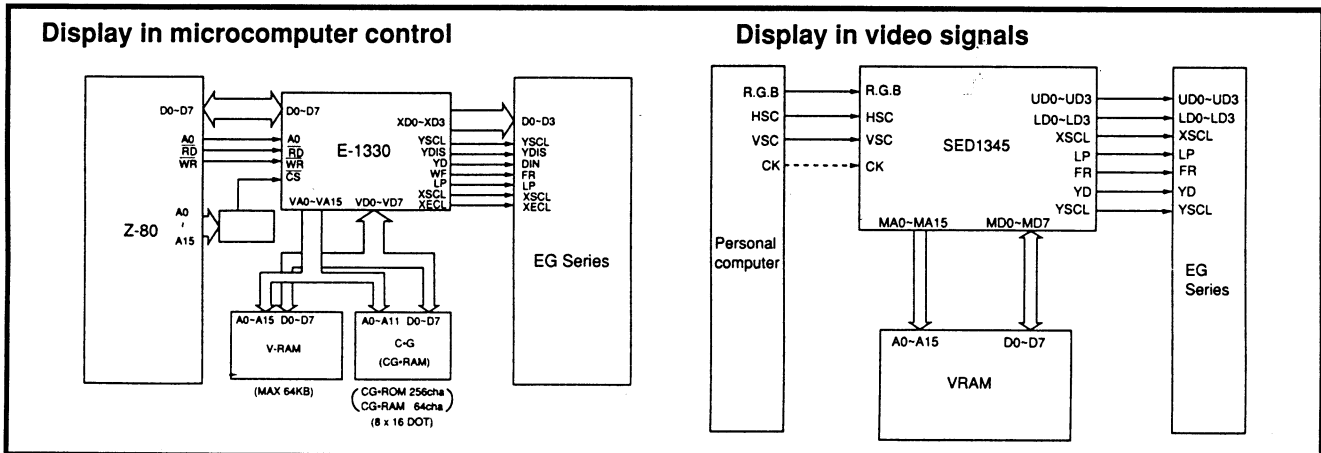 Display in microcomputer control
D0~D7
A0
RD
WR
A0
~
A15
Z-80
D0~D7
A0
RD
WR
CS
E-1330
XD0~XD3
YSCL
YDIS
YD
WF
LP
XSCL
XECL
VA0~VA15 VD0~VD7
D0~D3
YSCL
YDIS
DIN
FR
LP
XSCL
XECL
EG Series
A0~A15 D0~D7
V-RAM
(MAX 64KB)
A0~A11 D0~D7
C•G
(CG•RAM)
(CG•ROM 256cha
CG•RAM 64cha)
(8 x 16 DOT)
Display in video signals
R.G.B
HSC
VSC
CK
Personal
computer
R.G.B
HSC
VSC
CK
SED1345
UD0~UD3
LD0~LD3
XSCL
LP
FR
YD
YSCL
MA0~MA15 MD0~MD7
UD0~UD3
LD0~LD3
XSCL
LP
FR
YD
YSCL
EG
Series
A0~A15 D0~D7
VRAM